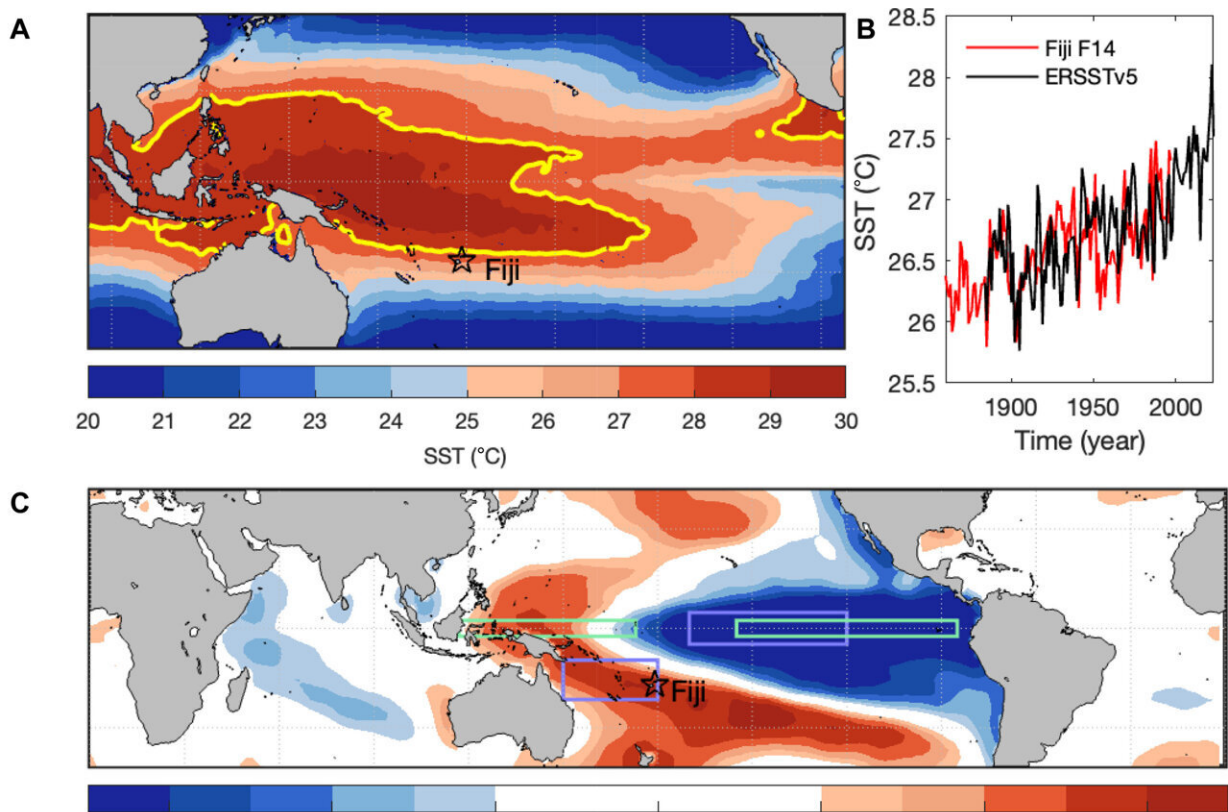 A
Fiji
20 21 22 23 24 25 26 27 28 29 30
SST (°C)
B
Fiji F14
ERSSTv5
28.5
28
27.5
27
26.5
26
25.5
SST (°C)
1900 1950 2000
Time (year)
C
Fiji